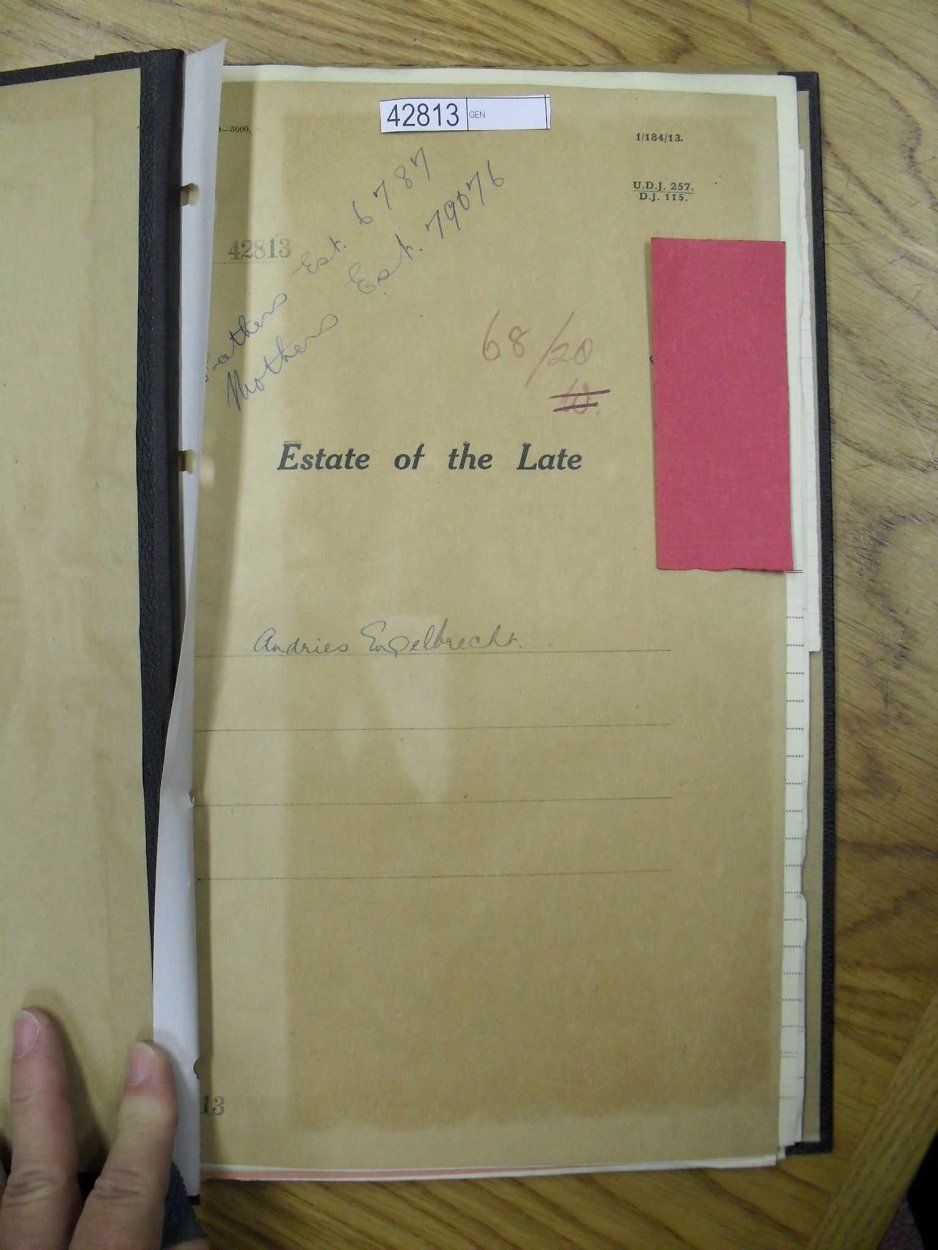 42813 GEN
—5000.
1/184/13.
U.D.J. 257.
D.J. 115.
42813
Fathers Est. 6787
Mothers Est. 79076
68/20
Estate of the Late
Andries Engelbrecht.
13